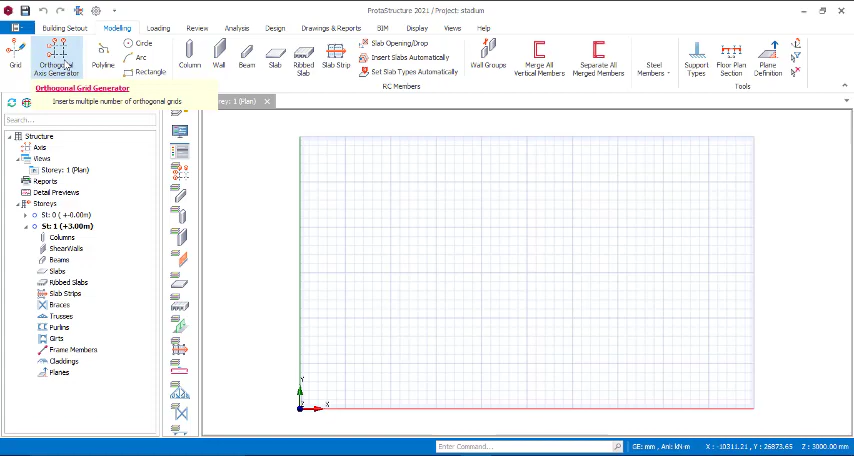 ProtaStructure 2021 / Project: stadium
Building Setout Modelling Loading Review Analysis Design Drawings & Reports BIM Display Views Help
Grid
Orthogonal Axis Generator
Polyline
Circle
Arc
Rectangle
Column
Wall
Beam
Slab
Ribbed Slab
Slab Strip
Slab Opening/Drop
Insert Slabs Automatically
Set Slab Types Automatically
Wall Groups
Merge All Vertical Members
Separate All Merged Members
Steel Members
Support Types
Floor Plan Section
Plane Definition
RC Members
Tools
Orthogonal Grid Generator
Inserts multiple number of orthogonal grids
rey: 1 (Plan)
Search...
Structure
Axis
Views
Storey: 1 (Plan)
Reports
Detail Previews
Storeys
St: 0 ( +-0.00m)
St: 1 (+3.00m)
Columns
ShearWalls
Beams
Slabs
Ribbed Slabs
Slab Strips
Braces
Trusses
Purlins
Girts
Frame Members
Claddings
Planes
Y
Z
X
Enter Command...
GE: mm, Anl: kN-m
X : -10311.21, Y : 26873.65
Z : 3000.00 mm